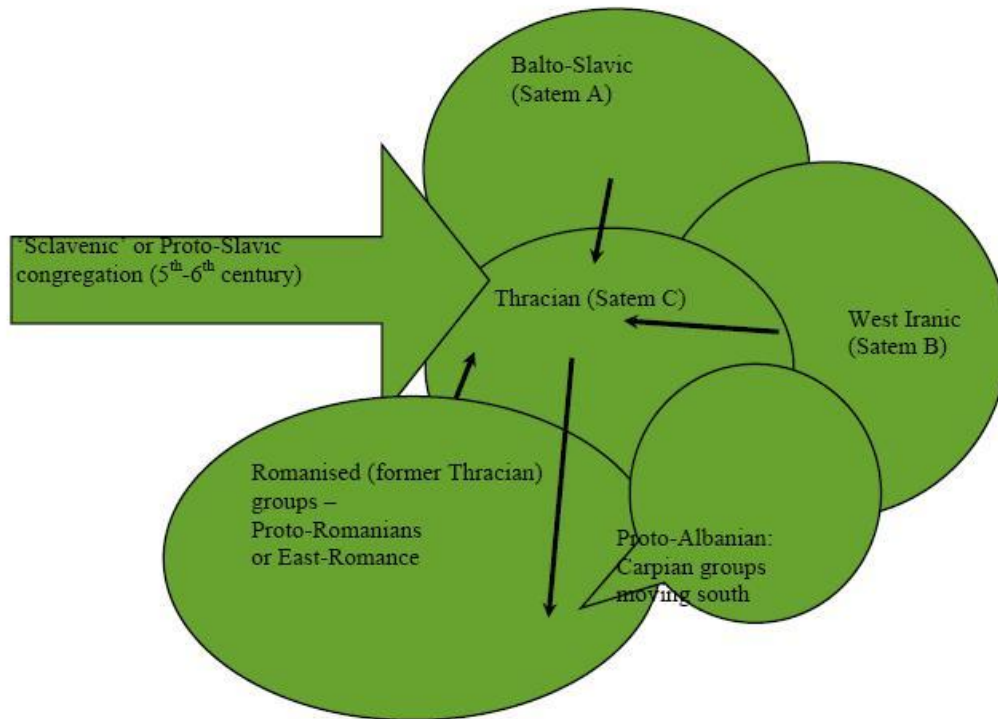 Balto-Slavic
(Satem A)
‘Sclavenic’ or Proto-Slavic
congregation (5th-6th century)
Thracian (Satem C)
West Iranic
(Satem B)
Romanised (former Thracian)
groups –
Proto-Romanians
or East-Romance
Proto-Albanian:
Carpian groups
moving south